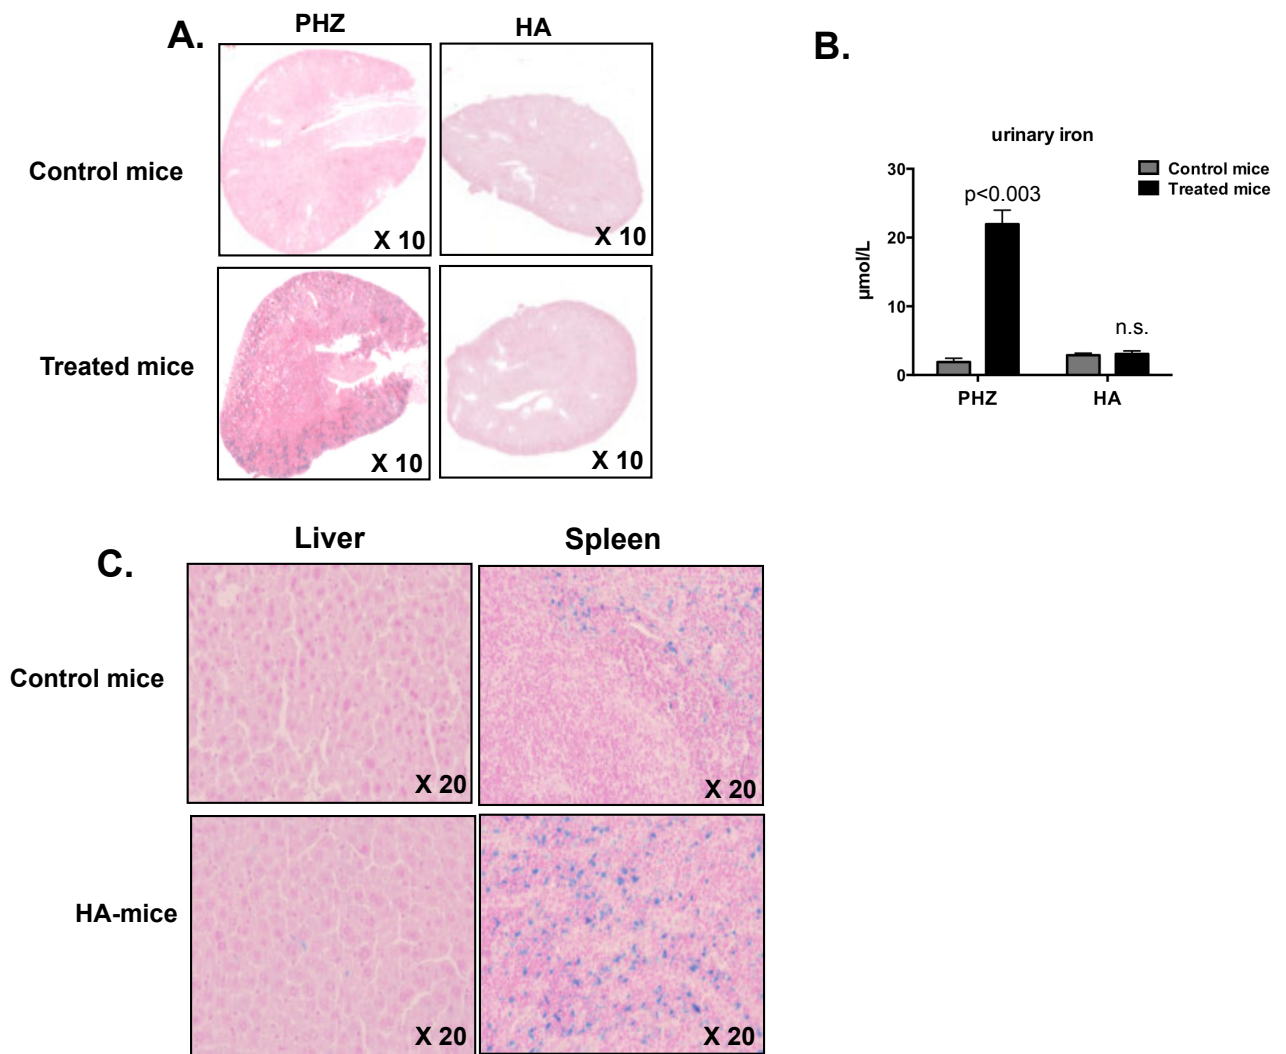 A.
PHZ
HA
Control mice
X 10
X 10
Treated mice
X 10
X 10
B.
urinary iron
Control mice
Treated mice
30
20
10
0
µmol/L
p<0.003
n.s.
PHZ
HA
C.
Liver
Spleen
Control mice
X 20
X 20
HA-mice
X 20
X 20